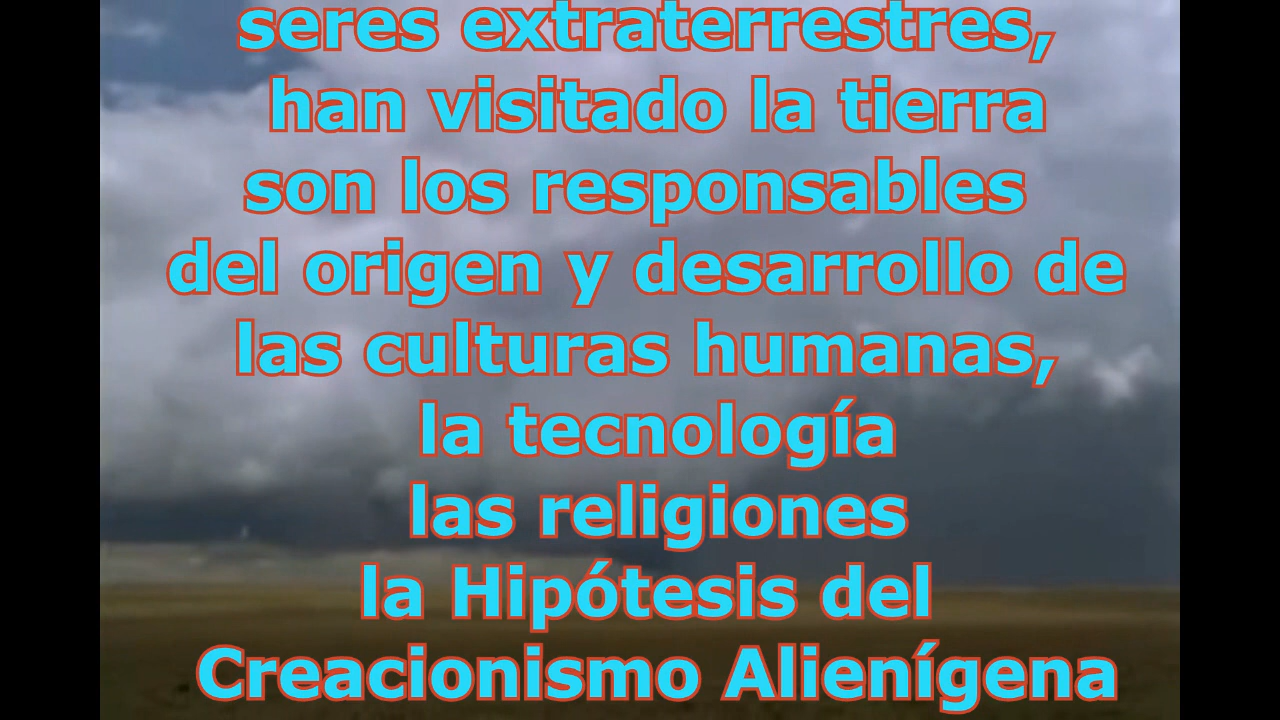 seres extraterrestres,
han visitado la tierra
son los responsables
del origen y desarrollo de
las culturas humanas,
la tecnología
las religiones
la Hipótesis del
Creacionismo Alienígena